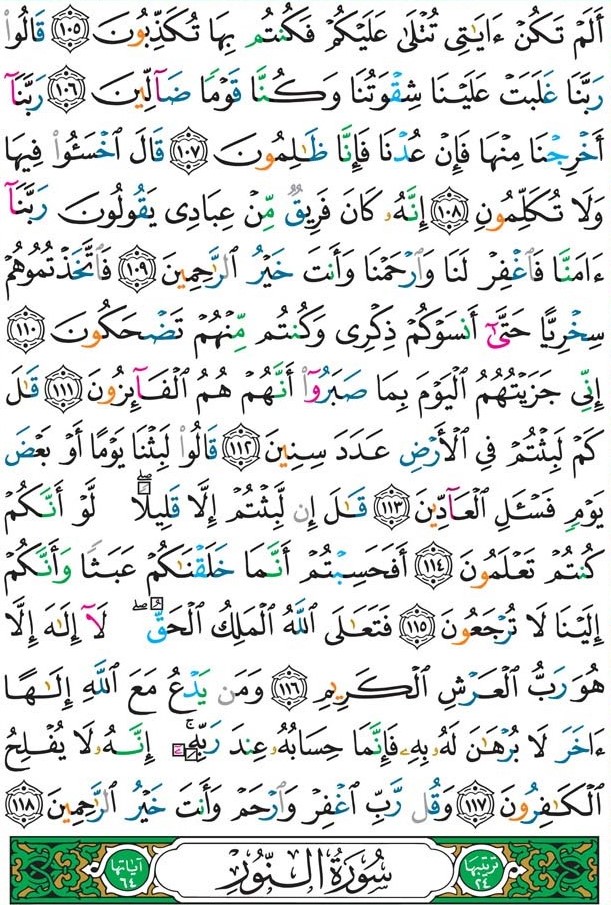 أَلَمْ تَكُنْ ءَايَٰتِى تُتْلَىٰ عَلَيْكُمْ فَكُنتُم بِهَا تُكَذِّبُونَ ١٠٥ قَالُوا۟
رَبَّنَا غَلَبَتْ عَلَيْنَا شِقْوَتُنَا وَكُنَّا قَوْمًا ضَآلِّينَ ١٠٦ رَبَّنَآ
أَخْرِجْنَا مِنْهَا فَإِنْ عُدْنَا فَإِنَّا ظَٰلِمُونَ ١٠٧ قَالَ ٱخْسَـُٔوا۟ فِيهَا
وَلَا تُكَلِّمُونِ ١٠٨ إِنَّهُۥ كَانَ فَرِيقٌ مِّنْ عِبَادِى يَقُولُونَ رَبَّنَآ
ءَامَنَّا فَٱغْفِرْ لَنَا وَٱرْحَمْنَا وَأَنتَ خَيْرُ ٱلرَّٰحِمِينَ ١٠٩ فَٱتَّخَذْتُمُوهُمْ
سِخْرِيًّا حَتَّىٰٓ أَنسَوْكُمْ ذِكْرِى وَكُنتُم مِّنْهُمْ تَضْحَكُونَ ١١٠
إِنِّى جَزَيْتُهُمُ ٱلْيَوْمَ بِمَا صَبَرُوٓا۟ أَنَّهُمْ هُمُ ٱلْفَآئِزُونَ ١١١ قَٰلَ
كَمْ لَبِثْتُمْ فِى ٱلْأَرْضِ عَدَدَ سِنِينَ ١١٢ قَالُوا۟ لَبِثْنَا يَوْمًا أَوْ بَعْضَ
يَوْمٍ فَسْـَٔلِ ٱلْعَآدِّينَ ١١٣ قَٰلَ إِن لَّبِثْتُمْ إِلَّا قَلِيلًا لَّوْ أَنَّكُمْ
كُنتُمْ تَعْلَمُونَ ١١٤ أَفَحَسِبْتُمْ أَنَّمَا خَلَقْنَٰكُمْ عَبَثًا وَأَنَّكُمْ
إِلَيْنَا لَا تُرْجَعُونَ ١١٥ فَتَعَٰلَى ٱللَّهُ ٱلْمَلِكُ ٱلْحَقُّ لَآ إِلَٰهَ إِلَّا
هُوَ رَبُّ ٱلْعَرْشِ ٱلْكَرِيمِ ١١٦ وَمَن يَدْعُ مَعَ ٱللَّهِ إِلَٰهًا
ءَاخَرَ لَا بُرْهَٰنَ لَهُۥ بِهِۦ فَإِنَّمَا حِسَابُهُۥ عِندَ رَبِّهِۦٓ إِنَّهُۥ لَا يُفْلِحُ
ٱلْكَٰفِرُونَ ١١٧ وَقُل رَّبِّ ٱغْفِرْ وَٱرْحَمْ وَأَنتَ خَيْرُ ٱلرَّٰحِمِينَ ١١٨
ترتيبها ٢٤ سُورَةُ النُّورِ آياتها ٦٤